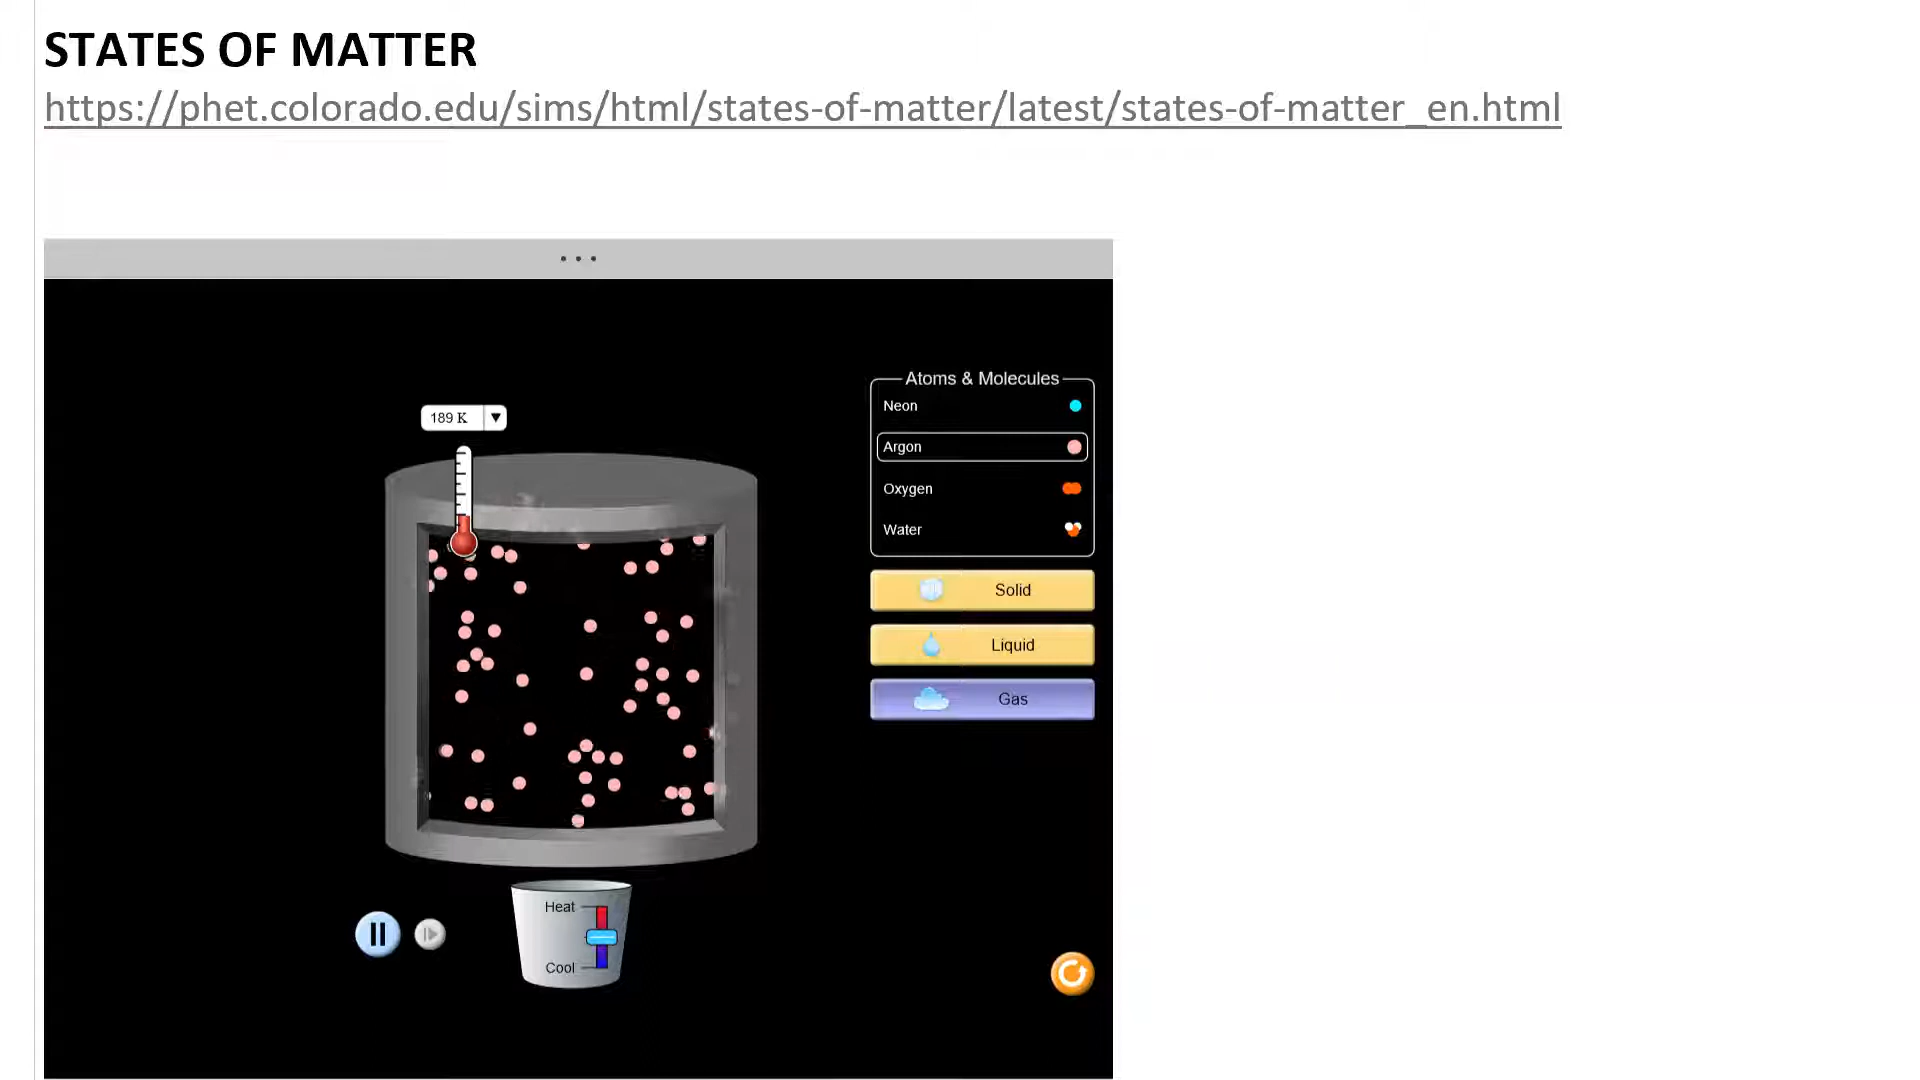 STATES OF MATTER
https://phet.colorado.edu/sims/html/states-of-matter/latest/states-of-matter_en.html
Atoms & Molecules
Neon
189 K
Argon
Oxygen
Water
Solid
Liquid
Gas
Heat
Cool